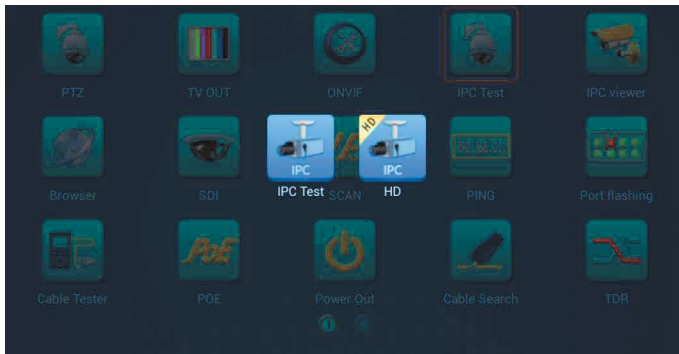 PTZ TV OUT ONVIF IPC Test IPC viewer
HD
IPC IPC
Browser SDI IPC Test SCAN HD PING Port flashing
PoE
Cable Tester POE Power Out Cable Search TDR